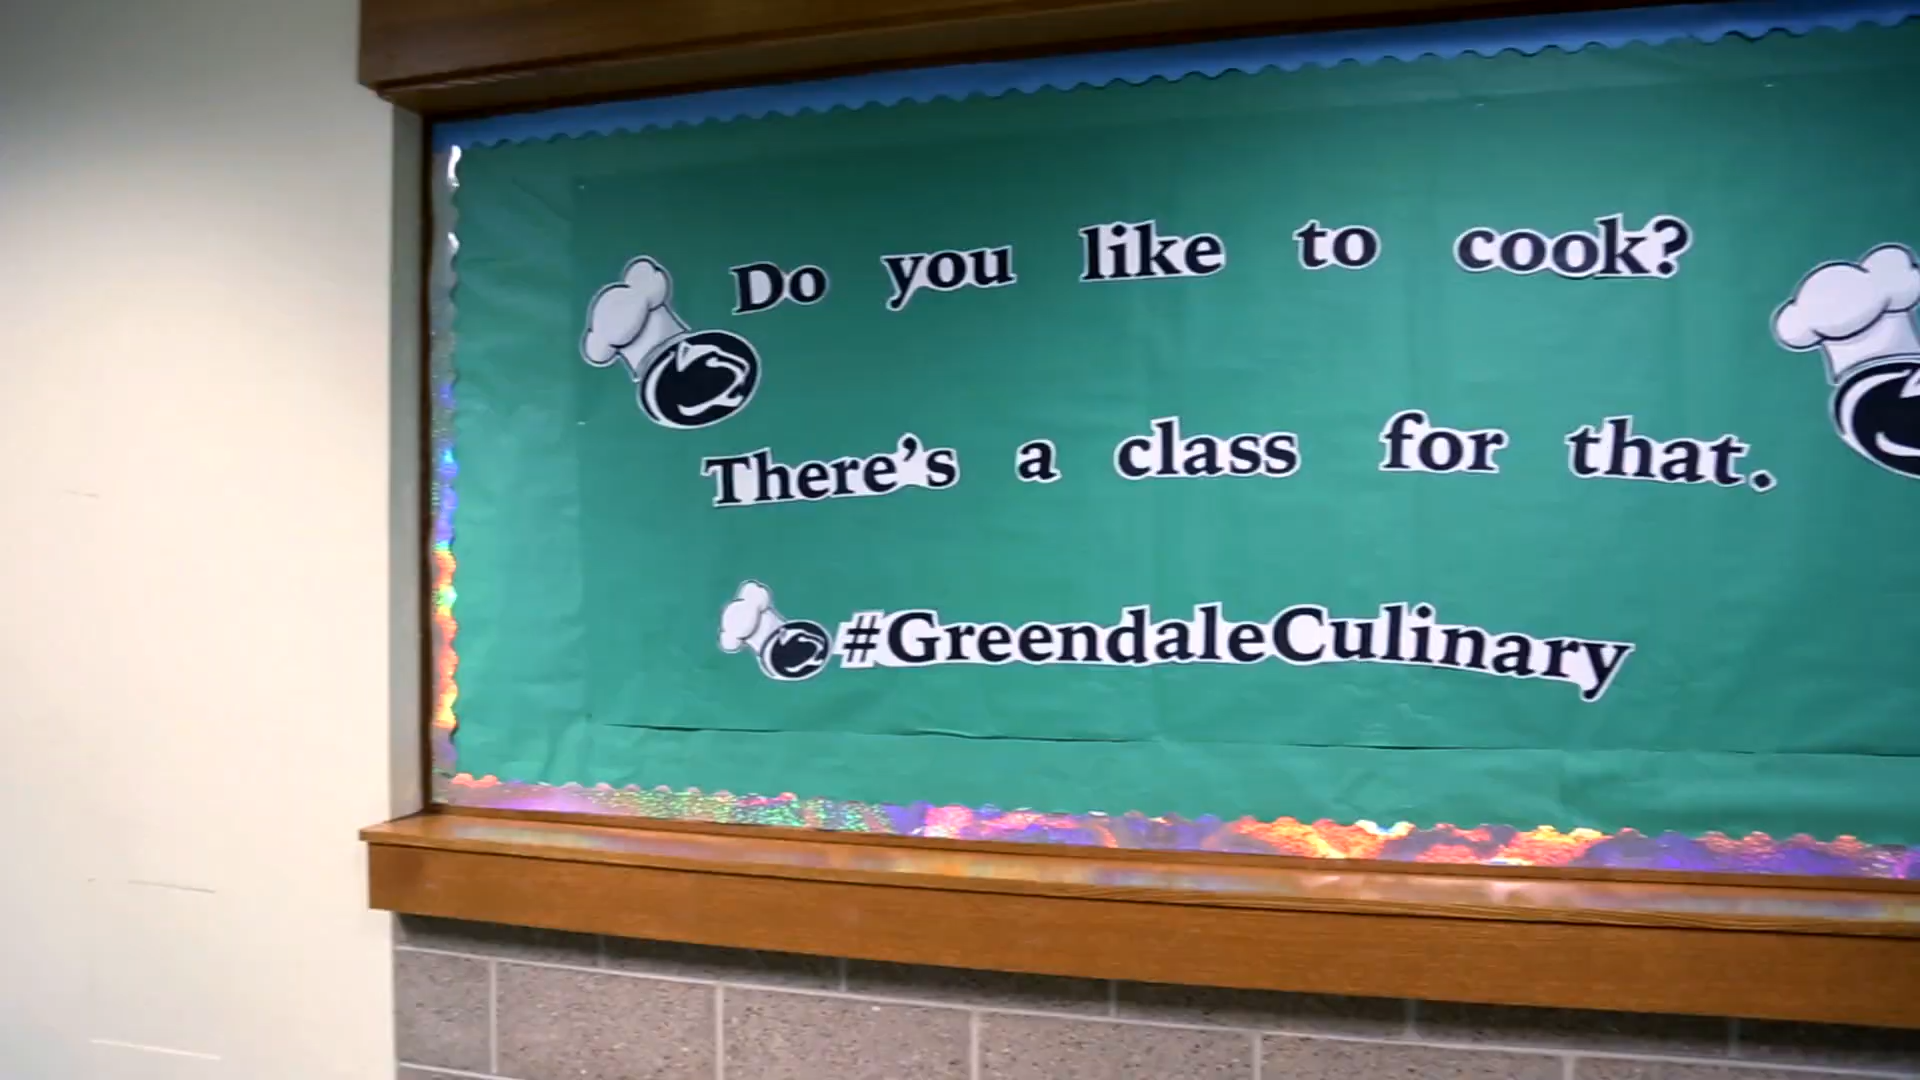 Do you like to cook?
There's a class for that.
#GreendaleCulinary